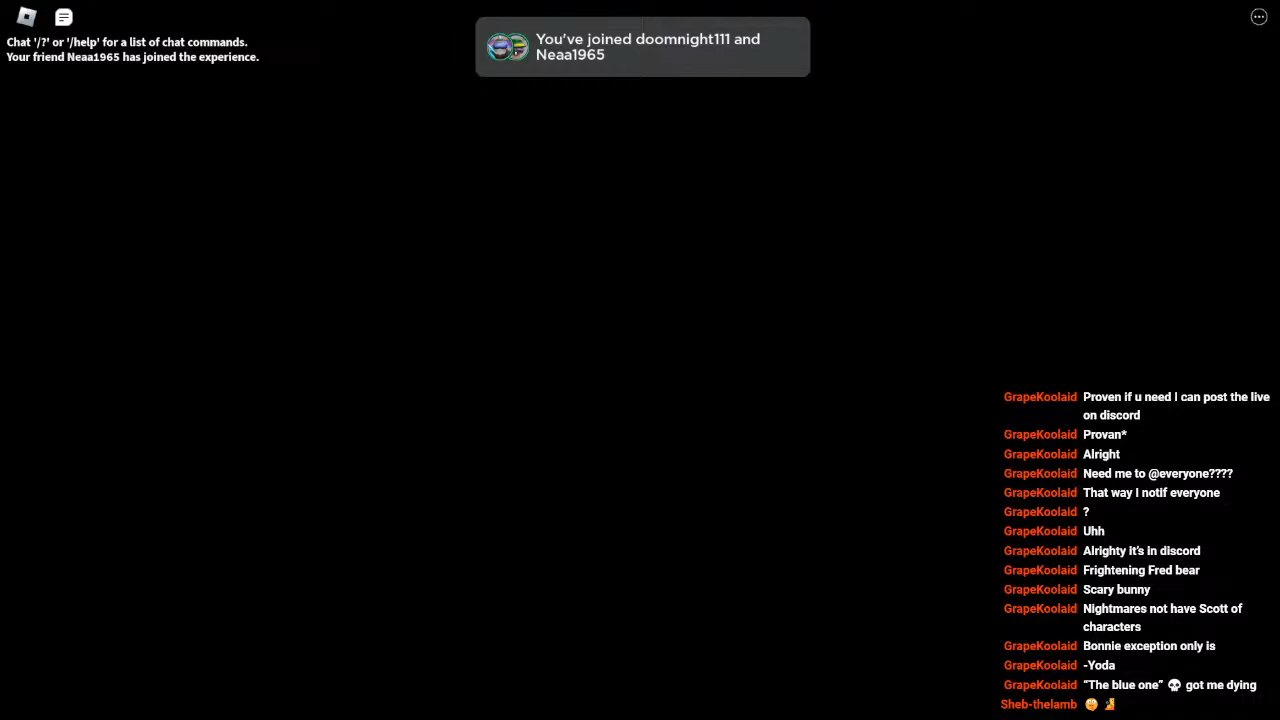 Chat '/?' or '/help' for a list of chat commands.
Your friend Neaa1965 has joined the experience.
You've joined doomnight111 and
Neaa1965
GrapeKoolaid Proven if u need I can post the live
on discord
GrapeKoolaid Provan*
GrapeKoolaid Alright
GrapeKoolaid Need me to @everyone????
GrapeKoolaid That way I notif everyone
GrapeKoolaid ?
GrapeKoolaid Uhh
GrapeKoolaid Alrighty it's in discord
GrapeKoolaid Frightening Fred bear
GrapeKoolaid Scary bunny
GrapeKoolaid Nightmares not have Scott of
characters
GrapeKoolaid Bonnie exception only is
GrapeKoolaid -Yoda
GrapeKoolaid “The blue one” 💀 got me dying
Sheb-thelamb